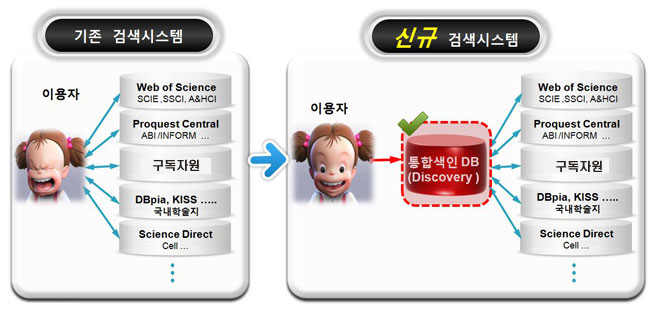 기존 검색시스템
이용자
Web of Science
SCIE ,SSCI, A&HCI
Proquest Central
ABI /INFORM ...
구독자원
DBpia, KISS .....
국내학술지
Science Direct
Cell ...
신규 검색시스템
이용자
통합색인 DB
(Discovery )
Web of Science
SCIE ,SSCI, A&HCI
Proquest Central
ABI /INFORM ...
구독자원
DBpia, KISS .....
국내학술지
Science Direct
Cell ...